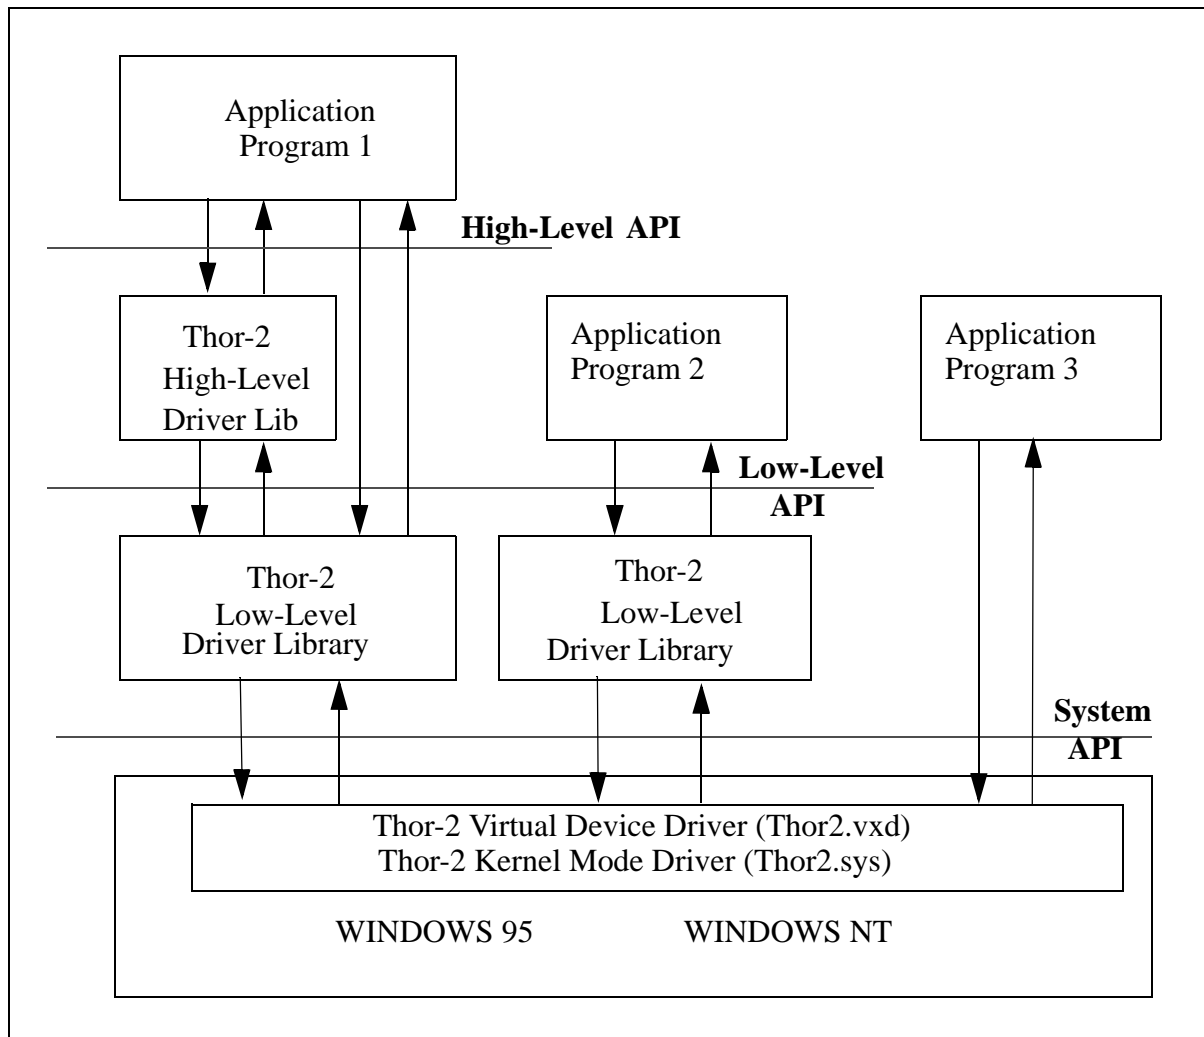 Application
Program 1
High-Level API
Thor-2
High-Level
Driver Lib
Application
Program 2
Application
Program 3
Low-Level
API
Thor-2
Low-Level
Driver Library
Thor-2
Low-Level
Driver Library
System
API
Thor-2 Virtual Device Driver (Thor2.vxd)
Thor-2 Kernel Mode Driver (Thor2.sys)
WINDOWS 95
WINDOWS NT